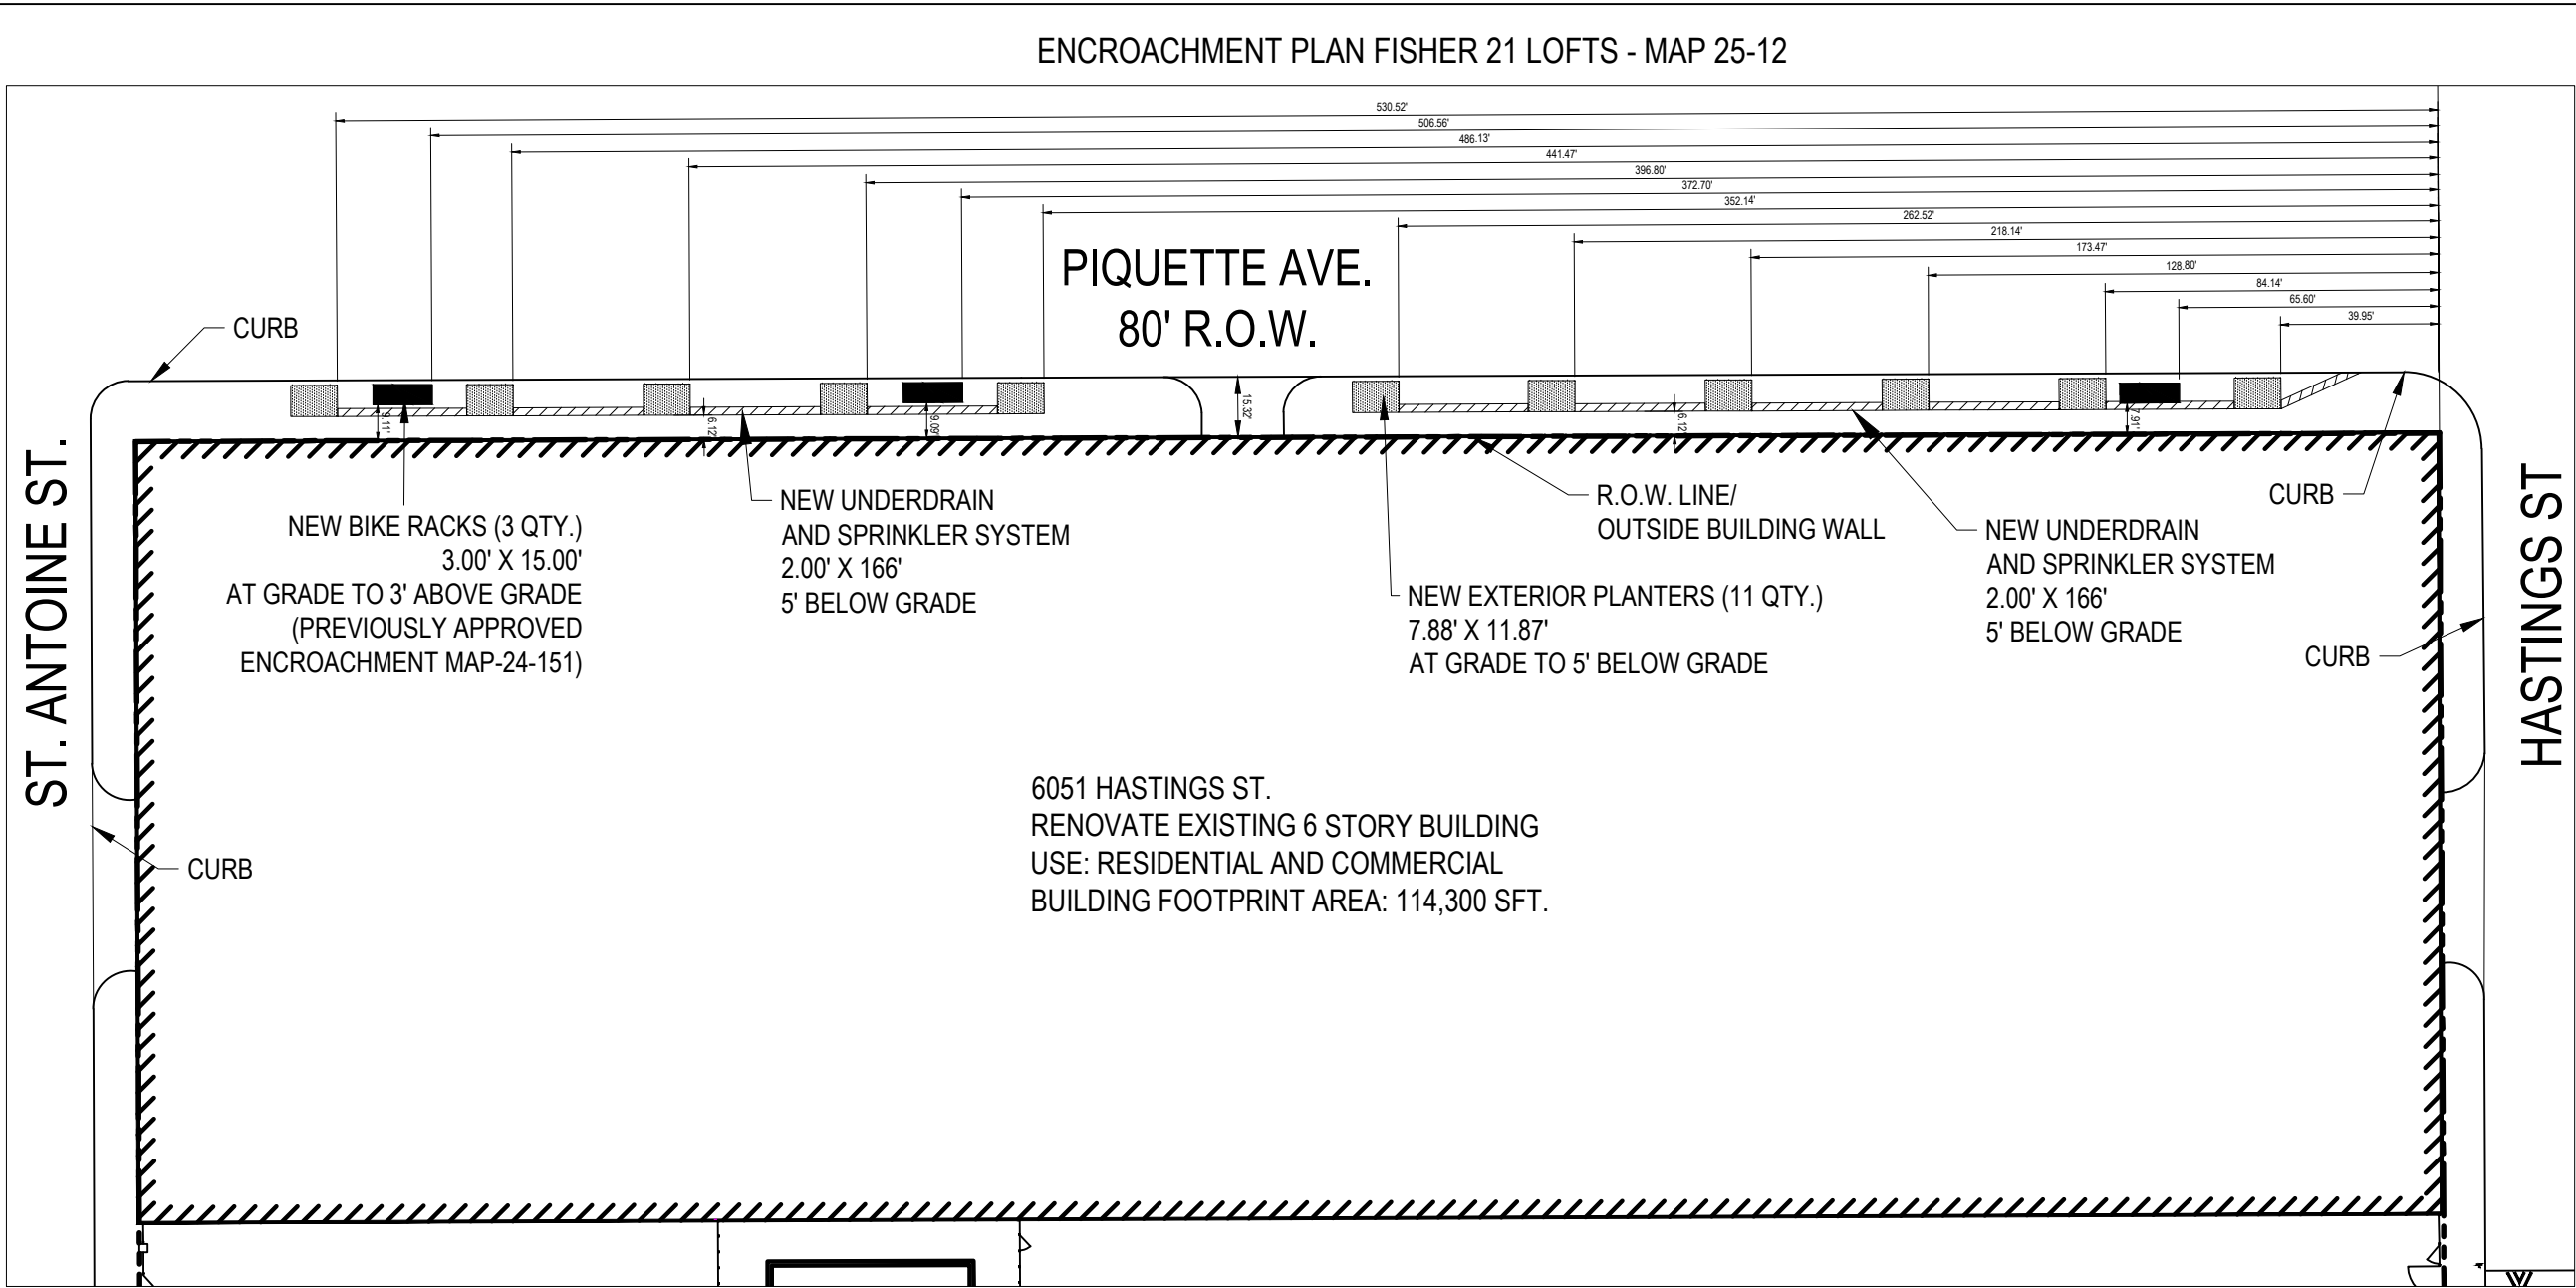 ENCROACHMENT PLAN FISHER 21 LOFTS - MAP 25-12
530.52'
506.56'
486.13'
441.47'
396.80'
372.70'
352.14'
262.52'
218.14'
173.47'
128.80'
84.14'
65.60'
39.95'
PIQUETTE AVE.
80' R.O.W.
CURB
9.11'
6.12'
9.09'
15.32'
6.12'
7.91'
ST. ANTOINE ST.
NEW BIKE RACKS (3 QTY.)
3.00' X 15.00'
AT GRADE TO 3' ABOVE GRADE
(PREVIOUSLY APPROVED
ENCROACHMENT MAP-24-151)
NEW UNDERDRAIN
AND SPRINKLER SYSTEM
2.00' X 166'
5' BELOW GRADE
R.O.W. LINE/
OUTSIDE BUILDING WALL
NEW EXTERIOR PLANTERS (11 QTY.)
7.88' X 11.87'
AT GRADE TO 5' BELOW GRADE
NEW UNDERDRAIN
AND SPRINKLER SYSTEM
2.00' X 166'
5' BELOW GRADE
CURB
CURB
HASTINGS ST
6051 HASTINGS ST.
RENOVATE EXISTING 6 STORY BUILDING
USE: RESIDENTIAL AND COMMERCIAL
BUILDING FOOTPRINT AREA: 114,300 SFT.
CURB